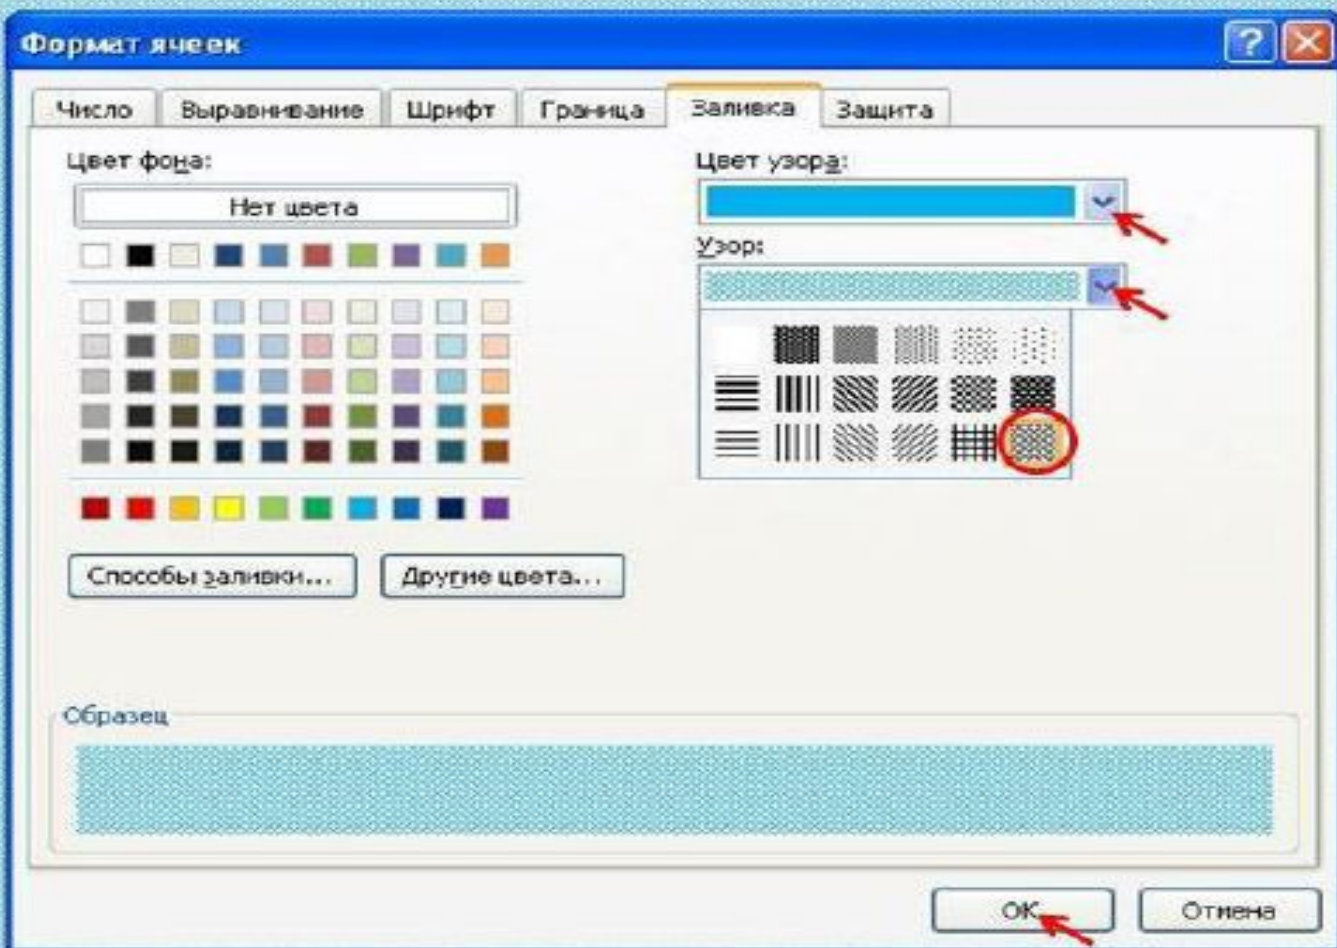 Формат ячеек
Число Выравнивание Шрифт Граница Заливка Защита
Цвет фона:
Нет цвета
Цвет узора:
Узор:
Способы заливки... Другие цвета...
Образец
ОК Отмена